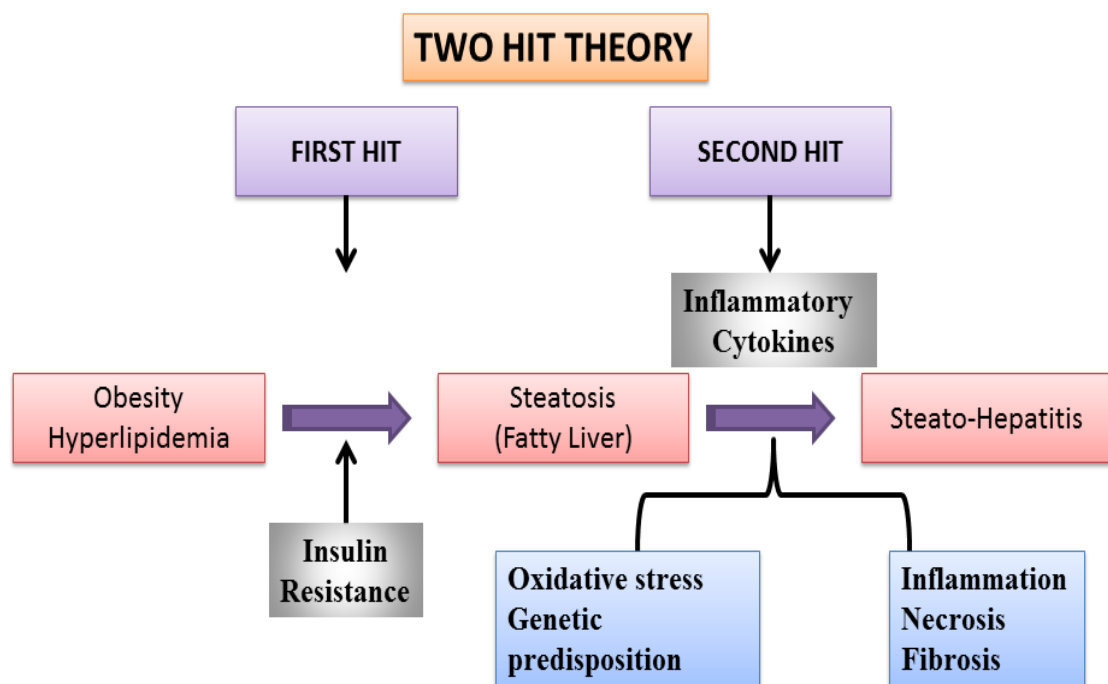 TWO HIT THEORY
FIRST HIT
SECOND HIT
Inflammatory
Cytokines
Obesity
Hyperlipidemia
Steatosis
(Fatty Liver)
Steato-Hepatitis
Insulin
Resistance
Oxidative stress
Genetic
predisposition
Inflammation
Necrosis
Fibrosis